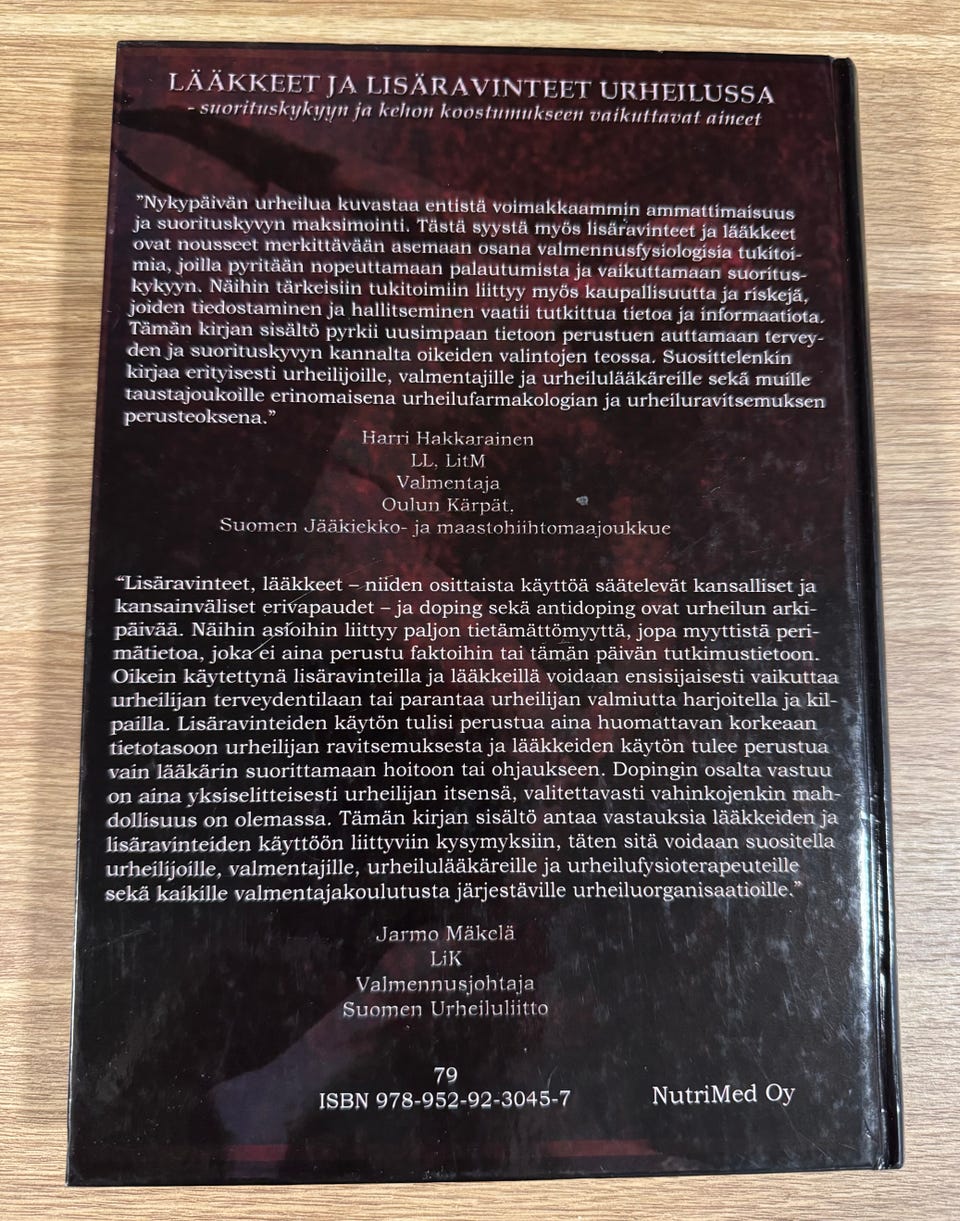 LÄÄKKEET JA LISÄRAVINTEET URHEILUSSA
- suorituskykyyn ja kehon koostumukseen vaikuttavat aineet
"Nykypäivän urheilua kuvastaa entistä voimakkaammin ammattimaisuus
ja suorituskyvyn maksimointi. Tästä syystä myös lisäravinteet ja lääkkeet
ovat nousseet merkittävään asemaan osana valmennusfysiologisia tukitoi-
mia, joilla pyritään nopeuttamaan palautumista ja vaikuttamaan suoritus-
kykyyn. Näihin tärkeisiin tukitoimiin liittyy myös kaupallisuutta ja riskejä,
joiden tiedostaminen ja hallitseminen vaatii tutkittua tietoa ja informaatiota.
Tämän kirjan sisältö pyrkii uusimpaan tietoon perustuen auttamaan tervey-
den ja suorituskyvyn kannalta oikeiden valintojen teossa. Suosittelenkin
kirjaa erityisesti urheilijoille, valmentajille ja urheilulääkäreille sekä muille
taustajoukoille erinomaisena urheilufarmakologian ja urheiluravitsemuksen
perusteoksena."
Harri Hakkarainen
LL, LitM
Valmentaja
Oulun Kärpät,
Suomen Jääkiekko- ja maastohiihtomaajoukkue
"Lisäravinteet, lääkkeet – niiden osittaista käyttöä säätelevät kansalliset ja
kansainväliset erivapaudet – ja doping sekä antidoping ovat urheilun arki-
päivää. Näihin asioihin liittyy paljon tietämättömyyttä, jopa myyttistä peri-
mätietoa, joka ei aina perustu faktoihin tai tämän päivän tutkimustietoon.
Oikein käytettynä lisäravinteilla ja lääkkeillä voidaan ensisijaisesti vaikuttaa
urheilijan terveydentilaan tai parantaa urheilijan valmiutta harjoitella ja kil-
pailla. Lisäravinteiden käytön tulisi perustua aina huomattavan korkeaan
tietotasoon urheilijan ravitsemuksesta ja lääkkeiden käytön tulee perustua
vain lääkärin suorittamaan hoitoon tai ohjaukseen. Dopingin osalta vastuu
on aina yksiselitteisesti urheilijan itsensä, valitettavasti vahinkojenkin mah-
dollisuus on olemassa. Tämän kirjan sisältö antaa vastauksia lääkkeiden ja
lisäravinteiden käyttöön liittyviin kysymyksiin, täten sitä voidaan suositella
urheilijoille, valmentajille, urheilulääkäreille ja urheilufysioterapeuteille
sekä kaikille valmentajakoulutusta järjestäville urheiluorganisaatioille."
Jarmo Mäkelä
LiK
Valmennusjohtaja
Suomen Urheiluliitto
79
ISBN 978-952-92-3045-7
NutriMed Oy